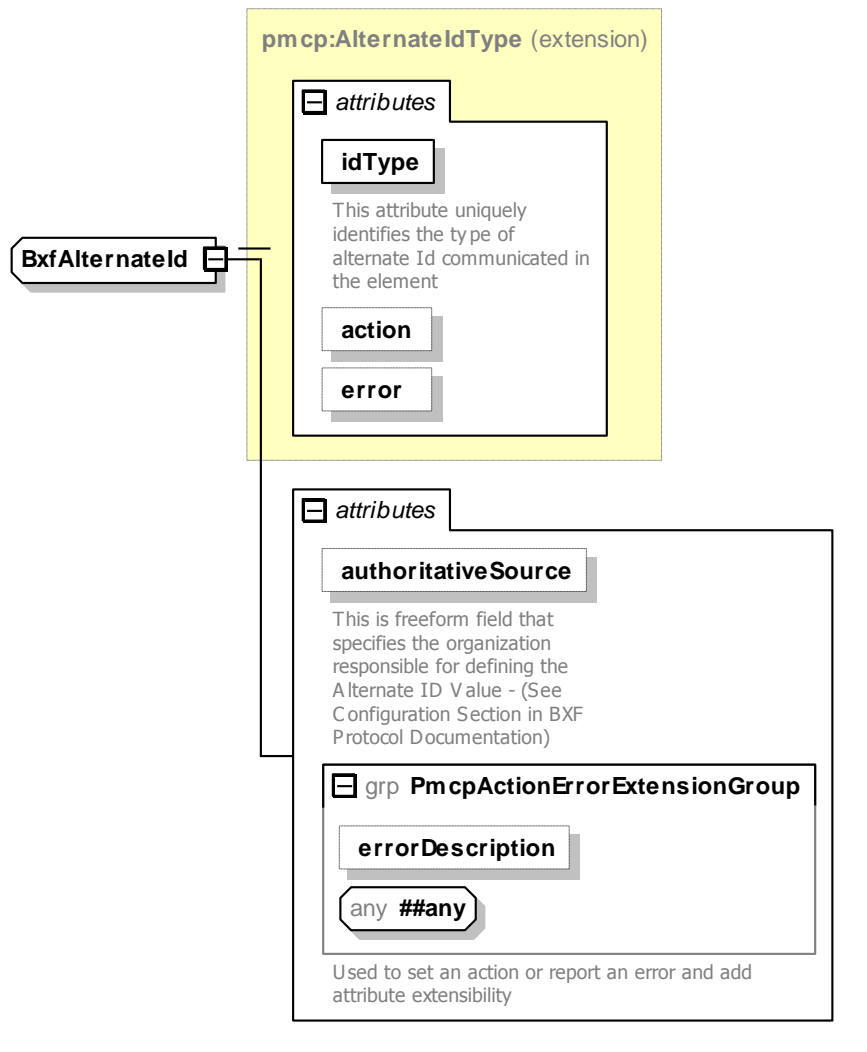 pmcp:AlternateIdType (extension)
attributes
idType
This attribute uniquely
identifies the type of
alternate Id communicated in
the element
BxfAlternateId
action
error
attributes
authoritativeSource
This is freeform field that
specifies the organization
responsible for defining the
Alternate ID Value - (See
Configuration Section in BXF
Protocol Documentation)
grp PmcpActionErrorExtensionGroup
errorDescription
any ##any
Used to set an action or report an error and add
attribute extensibility